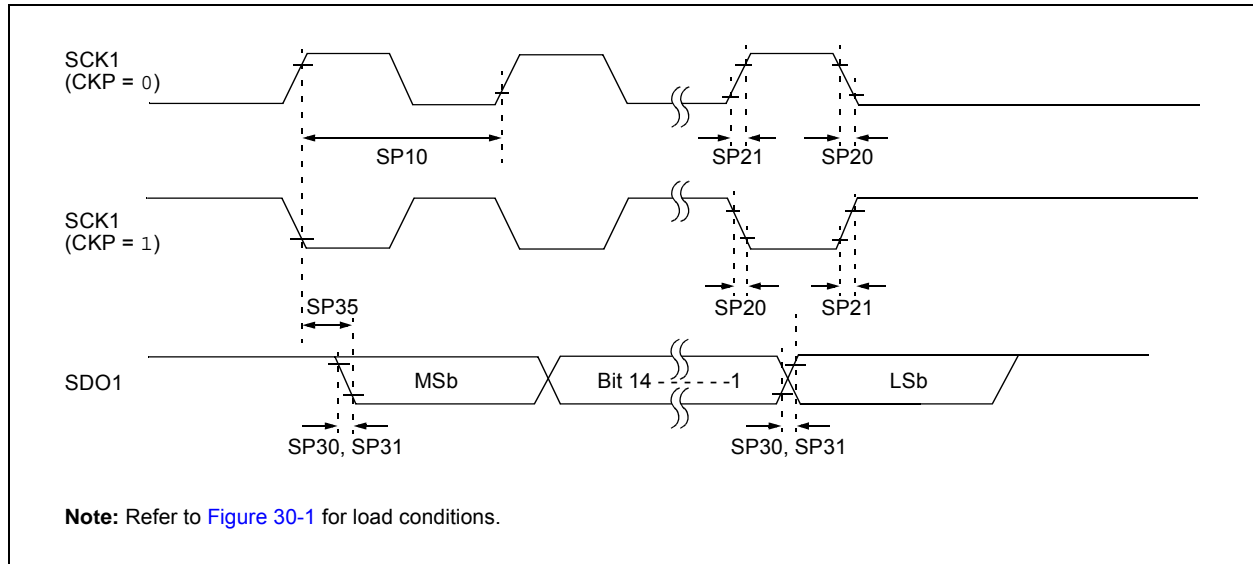 SCK1
(CKP = 0)
SP10
SP21
SP20
SCK1
(CKP = 1)
SP35
SP20
SP21
SDO1
MSb
Bit 14 - - - - - - -1
LSb
SP30, SP31
SP30, SP31
Note: Refer to Figure 30-1 for load conditions.